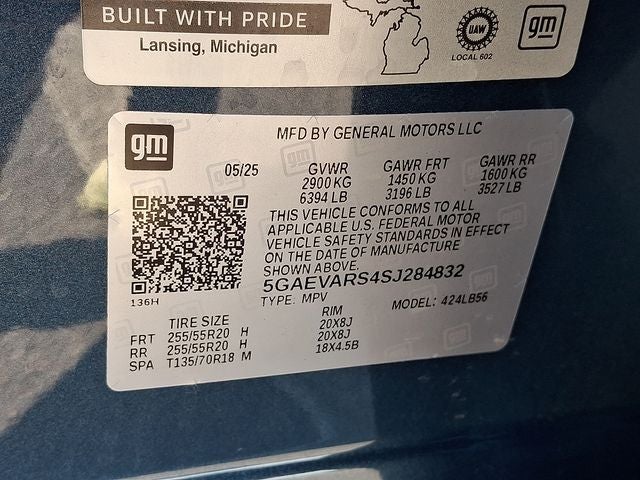 BUILT WITH PRIDE
Lansing, Michigan
UAW
LOCAL 602
gm
gm
MFD BY GENERAL MOTORS LLC
05/25 GVWR GAWR FRT GAWR RR
2900 KG 1450 KG 1600 KG
6394 LB 3196 LB 3527 LB
THIS VEHICLE CONFORMS TO ALL
APPLICABLE U.S. FEDERAL MOTOR
VEHICLE SAFETY STANDARDS IN EFFECT
ON THE DATE OF MANUFACTURE
SHOWN ABOVE.
5GAEVARS4SJ284832
136H
TYPE: MPV MODEL: 424LB56
TIRE SIZE RIM
FRT 255/55R20 H 20X8J
RR 255/55R20 H 20X8J
SPA T135/70R18 M 18X4.5B